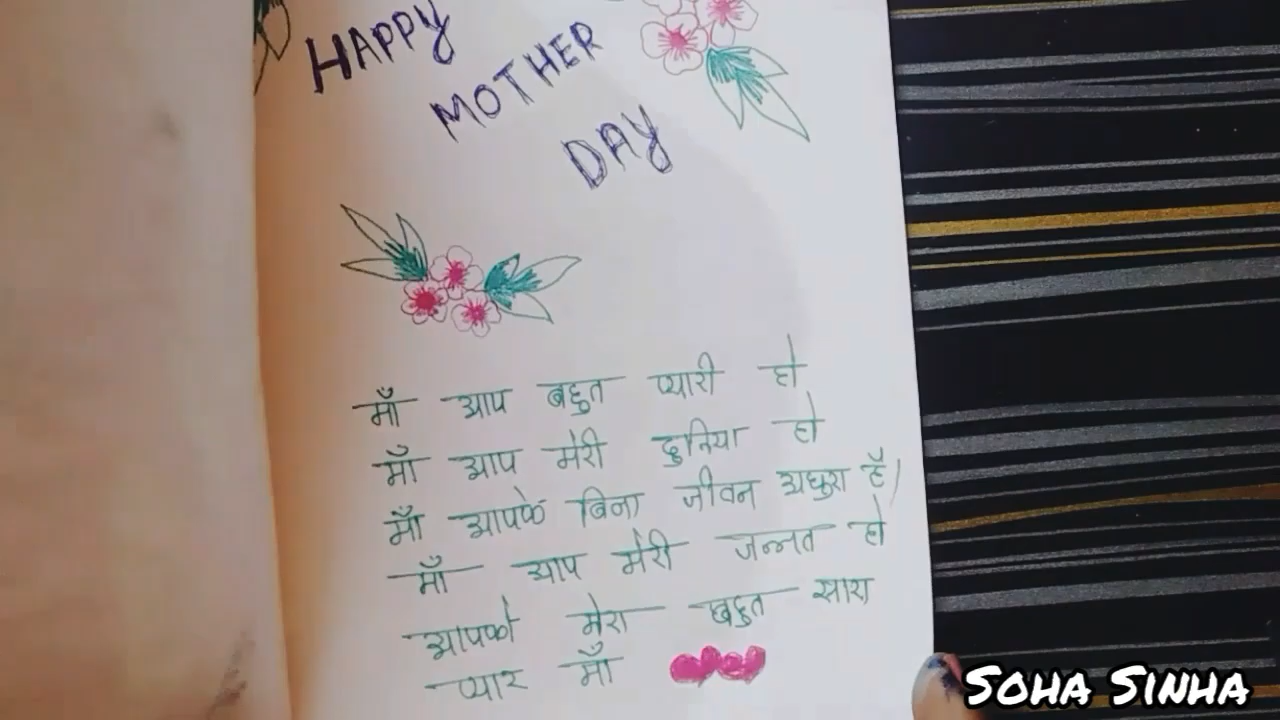 HAPPY
MOTHER
DAY
माँ आप बहुत प्यारी हो
माँ आप मेरी दुनिया हो
माँ आपके बिना जीवन अधुरा है।
माँ आप मेरी जन्नत हो
आपको मेरा बहुत सारा
प्यार माँ
SOHA SINHA